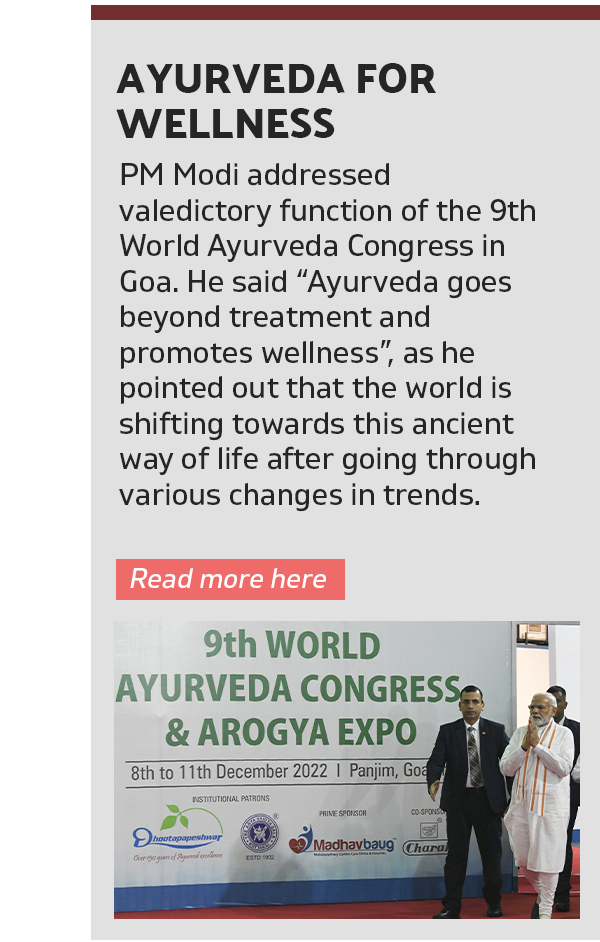 AYURVEDA FOR
WELLNESS
PM Modi addressed
valedictory function of the 9th
World Ayurveda Congress in
Goa. He said “Ayurveda goes
beyond treatment and
promotes wellness”, as he
pointed out that the world is
shifting towards this ancient
way of life after going through
various changes in trends.
Read more here
9th WORLD
AYURVEDA CONGRESS
& AROGYA EXPO
8th to 11th December 2022 I Panjim, Goa
INSTITUTIONAL PATRONS
PRIME SPONSOR
CO-SPONSO
Dhootapapeshwar
Over 150 years of Ayurved excellence
ESTD 1902
Madhavbaug
Charak